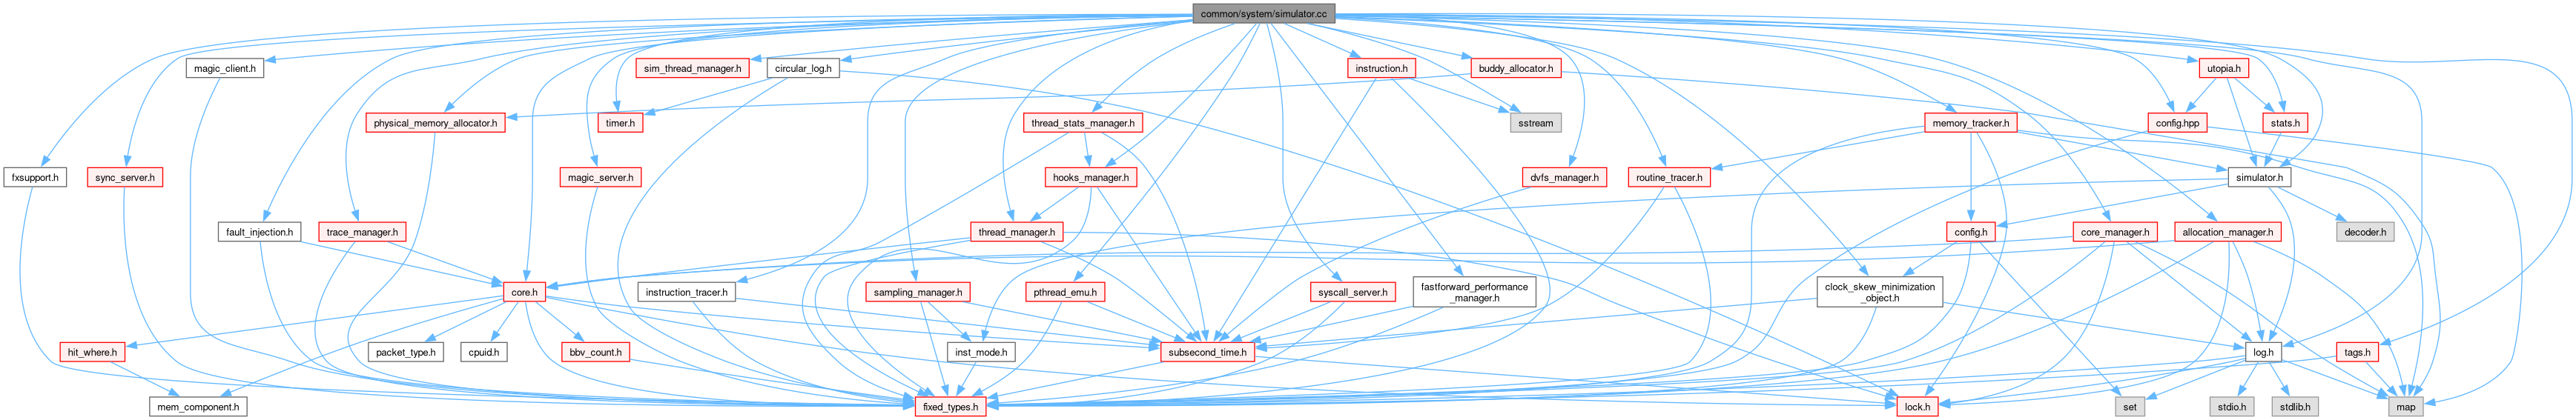 common/system/simulator.cc
magic_client.h
sim_thread_manager.h
circular_log.h
instruction.h
buddy_allocator.h
utopia.h
physical_memory_allocator.h
timer.h
thread_stats_manager.h
sstream
memory_tracker.h
config.hpp
stats.h
fxsupport.h
sync_server.h
magic_server.h
hooks_manager.h
dvfs_manager.h
routine_tracer.h
simulator.h
fault_injection.h
trace_manager.h
thread_manager.h
config.h
core_manager.h
allocation_manager.h
decoder.h
core.h
instruction_tracer.h
sampling_manager.h
pthread_emu.h
syscall_server.h
fastforward_performance
_manager.h
clock_skew_minimization
_object.h
hit_where.h
packet_type.h
cpuid.h
bbv_count.h
inst_mode.h
subsecond_time.h
log.h
tags.h
mem_component.h
fixed_types.h
lock.h
set
stdio.h
stdlib.h
map